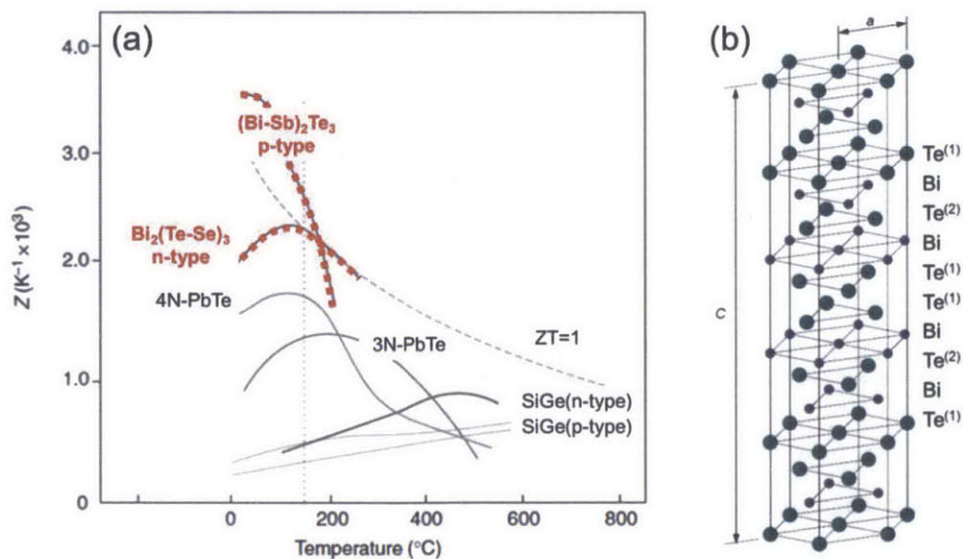 (a)
4.0
3.0
2.0
1.0
0
Z (K⁻¹ x 10³)
(Bi-Sb)₂Te₃
p-type
Bi₂(Te-Se)₃
n-type
4N-PbTe
3N-PbTe
ZT=1
SiGe(n-type)
SiGe(p-type)
0 200 400 600 800
Temperature (°C)
(b)
a
c
Te⁽¹⁾
Bi
Te⁽²⁾
Bi
Te⁽¹⁾
Te⁽¹⁾
Bi
Te⁽²⁾
Bi
Te⁽¹⁾